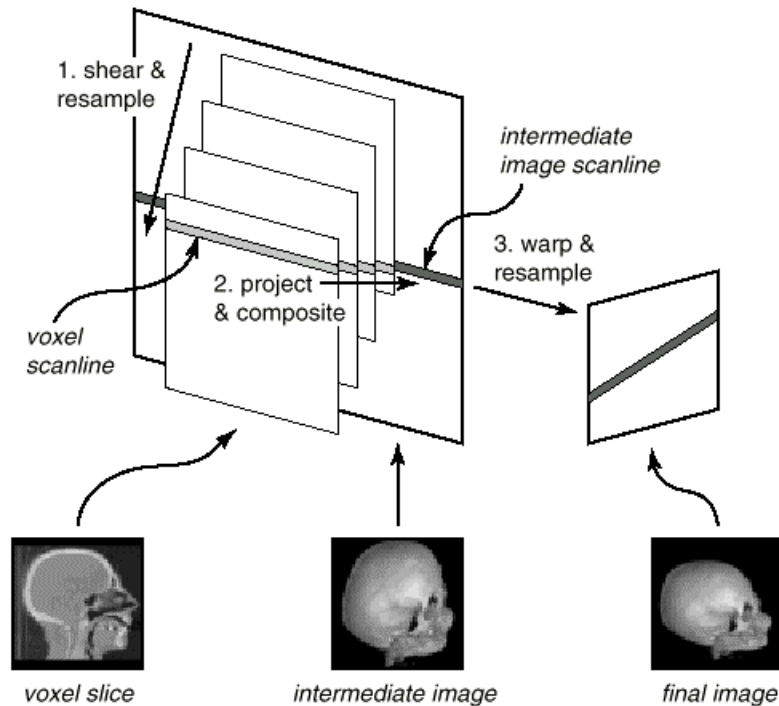 1. shear &
resample
intermediate
image scanline
3. warp &
resample
2. project
& composite
voxel
scanline
voxel slice
intermediate image
final image